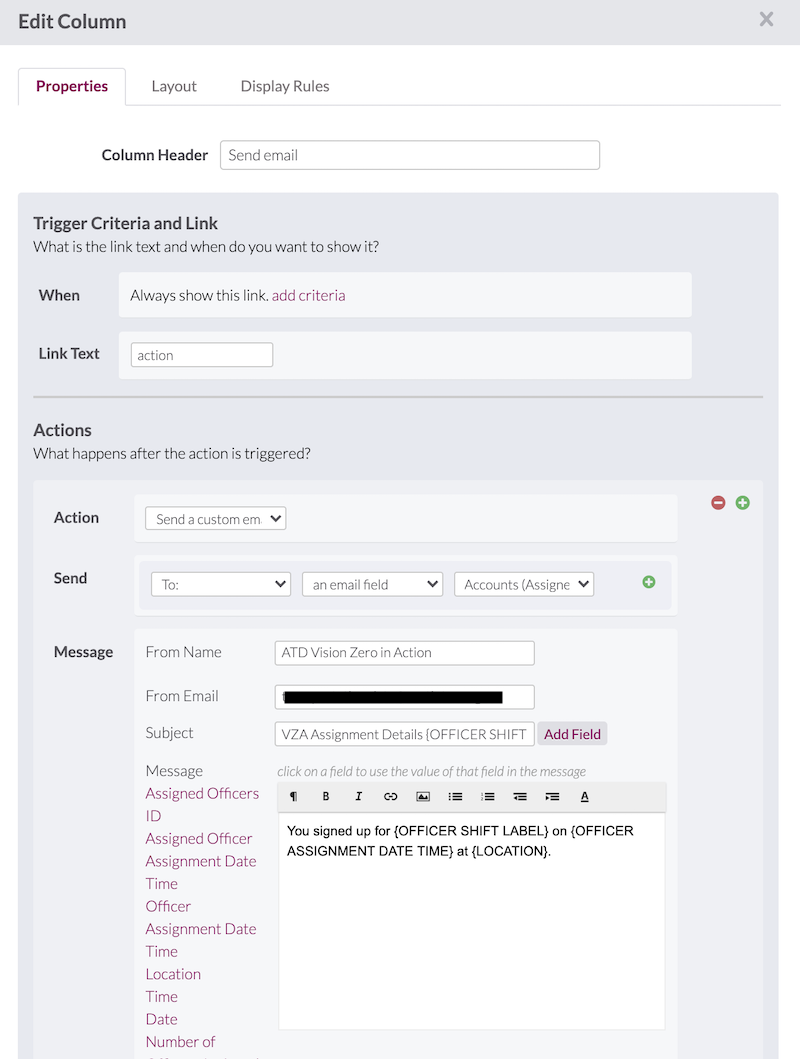 Edit Column
Properties
Layout
Display Rules
Column Header
Send email
Trigger Criteria and Link
What is the link text and when do you want to show it?
When
Always show this link. add criteria
Link Text
action
Actions
What happens after the action is triggered?
Action
Send a custom em
Send
To:
an email field
Accounts (Assigne
Message
From Name
ATD Vision Zero in Action
From Email
Subject
VZA Assignment Details {OFFICER SHIFT
Add Field
Message
click on a field to use the value of that field in the message
Assigned Officers
ID
Assigned Officer
Assignment Date
Time
Officer
Assignment Date
Time
Location
Time
Date
Number of
You signed up for {OFFICER SHIFT LABEL} on {OFFICER
ASSIGNMENT DATE TIME} at {LOCATION}.